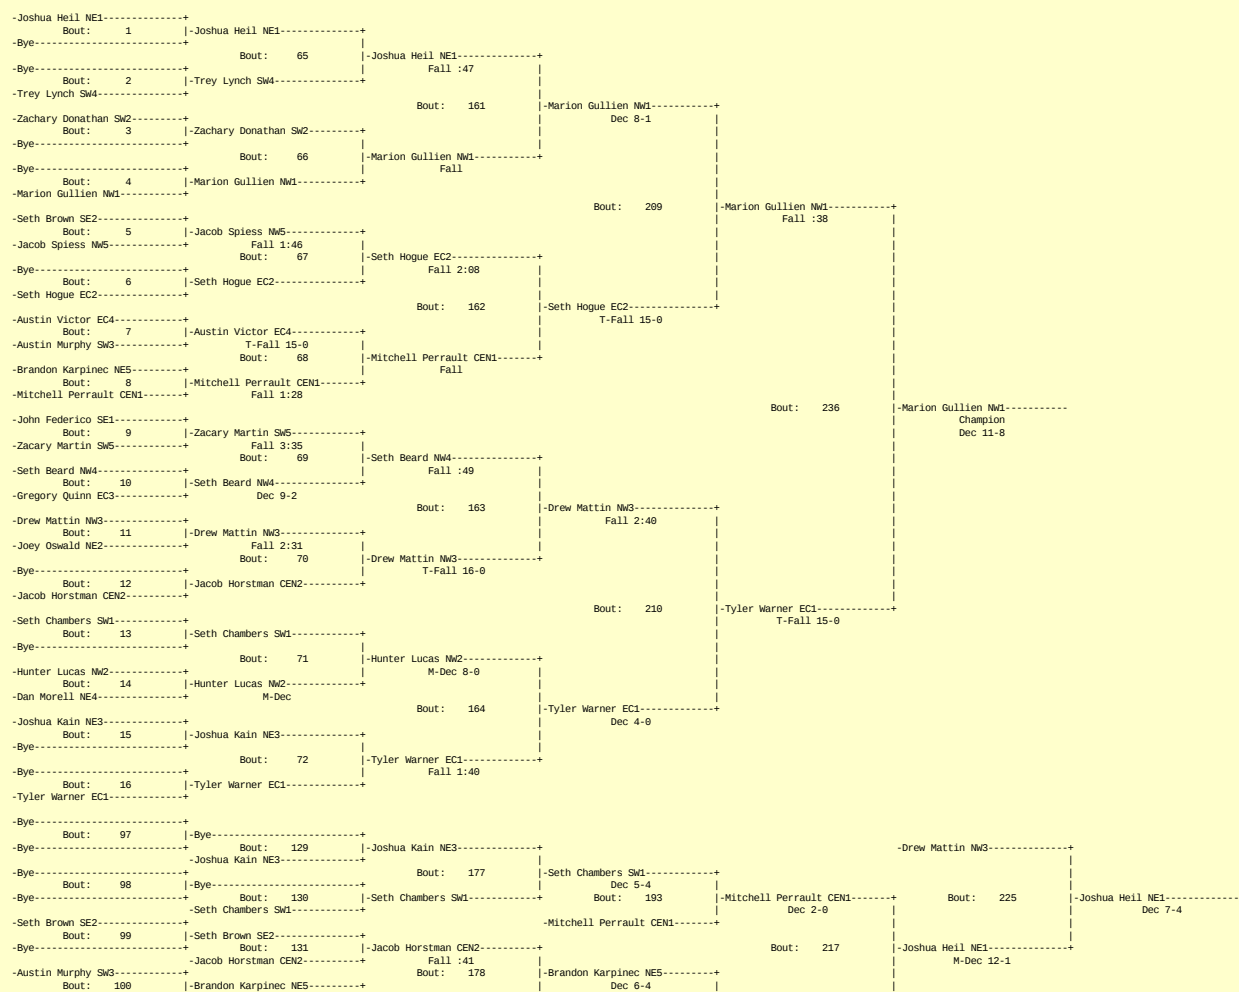 -Joshua Heil NE1--------------+
Bout: 1 |-Joshua Heil NE1--------------+
-Bye--------------------------+ |
Bout: 65 |-Joshua Heil NE1--------------+
-Bye--------------------------+ | Fall :47 |
Bout: 2 |-Trey Lynch SW4---------------+ |
-Trey Lynch SW4---------------+ |
Bout: 161 |-Marion Gullien NW1-----------+
-Zachary Donathan SW2---------+ | Dec 8-1 |
Bout: 3 |-Zachary Donathan SW2---------+ | |
-Bye--------------------------+ | | |
Bout: 66 |-Marion Gullien NW1-----------+ |
-Bye--------------------------+ | Fall |
Bout: 4 |-Marion Gullien NW1-----------+ |
-Marion Gullien NW1-----------+ |
Bout: 209 |-Marion Gullien NW1-----------+
-Seth Brown SE2---------------+ | Fall :38 |
Bout: 5 |-Jacob Spiess NW5-------------+ | |
-Jacob Spiess NW5-------------+ Fall 1:46 | | |
Bout: 67 |-Seth Hogue EC2---------------+ | |
-Bye--------------------------+ | Fall 2:08 | | |
Bout: 6 |-Seth Hogue EC2---------------+ | | |
-Seth Hogue EC2---------------+ | | |
Bout: 162 |-Seth Hogue EC2---------------+ |
-Austin Victor EC4------------+ | T-Fall 15-0 |
Bout: 7 |-Austin Victor EC4------------+ | |
-Austin Murphy SW3------------+ T-Fall 15-0 | | |
Bout: 68 |-Mitchell Perrault CEN1-------+ |
-Brandon Karpinec NE5---------+ | Fall |
Bout: 8 |-Mitchell Perrault CEN1-------+ |
-Mitchell Perrault CEN1-------+ Fall 1:28 |
Bout: 236 |-Marion Gullien NW1-----------
-John Federico SE1------------+ | Champion
Bout: 9 |-Zacary Martin SW5------------+ | Dec 11-8
-Zacary Martin SW5------------+ Fall 3:35 | |
Bout: 69 |-Seth Beard NW4---------------+ |
-Seth Beard NW4---------------+ | Fall :49 | |
Bout: 10 |-Seth Beard NW4---------------+ | |
-Gregory Quinn EC3------------+ Dec 9-2 | |
Bout: 163 |-Drew Mattin NW3--------------+ |
-Drew Mattin NW3--------------+ | Fall 2:40 | |
Bout: 11 |-Drew Mattin NW3--------------+ | | |
-Joey Oswald NE2--------------+ Fall 2:31 | | | |
Bout: 70 |-Drew Mattin NW3--------------+ | |
-Bye--------------------------+ | T-Fall 16-0 | |
Bout: 12 |-Jacob Horstman CEN2----------+ | |
-Jacob Horstman CEN2----------+ | |
Bout: 210 |-Tyler Warner EC1-------------+
-Seth Chambers SW1------------+ | T-Fall 15-0
Bout: 13 |-Seth Chambers SW1------------+ |
-Bye--------------------------+ | |
Bout: 71 |-Hunter Lucas NW2-------------+ |
-Hunter Lucas NW2-------------+ | M-Dec 8-0 | |
Bout: 14 |-Hunter Lucas NW2-------------+ | |
-Dan Morell NE4---------------+ M-Dec | |
Bout: 164 |-Tyler Warner EC1-------------+
-Joshua Kain NE3--------------+ | Dec 4-0
Bout: 15 |-Joshua Kain NE3--------------+ |
-Bye--------------------------+ | |
Bout: 72 |-Tyler Warner EC1-------------+
-Bye--------------------------+ | Fall 1:40
Bout: 16 |-Tyler Warner EC1-------------+
-Tyler Warner EC1-------------+
-Bye--------------------------+
Bout: 97 |-Bye--------------------------+
-Bye--------------------------+ Bout: 129 |-Joshua Kain NE3--------------+ -Drew Mattin NW3--------------+
-Joshua Kain NE3--------------+ | |
-Bye--------------------------+ Bout: 177 |-Seth Chambers SW1------------+ |
Bout: 98 |-Bye--------------------------+ | Dec 5-4 | |
-Bye--------------------------+ Bout: 130 |-Seth Chambers SW1------------+ Bout: 193 |-Mitchell Perrault CEN1-------+ Bout: 225 |-Joshua Heil NE1--------------
-Seth Chambers SW1------------+ | Dec 2-0 | | Dec 7-4
-Seth Brown SE2---------------+ -Mitchell Perrault CEN1-------+ | |
Bout: 99 |-Seth Brown SE2---------------+ | |
-Bye--------------------------+ Bout: 131 |-Jacob Horstman CEN2----------+ Bout: 217 |-Joshua Heil NE1--------------+
-Jacob Horstman CEN2----------+ Fall :41 | | M-Dec 12-1
-Austin Murphy SW3------------+ Bout: 178 |-Brandon Karpinec NE5---------+ |
Bout: 100 |-Brandon Karpinec NE5---------+ | Dec 6-4 | |